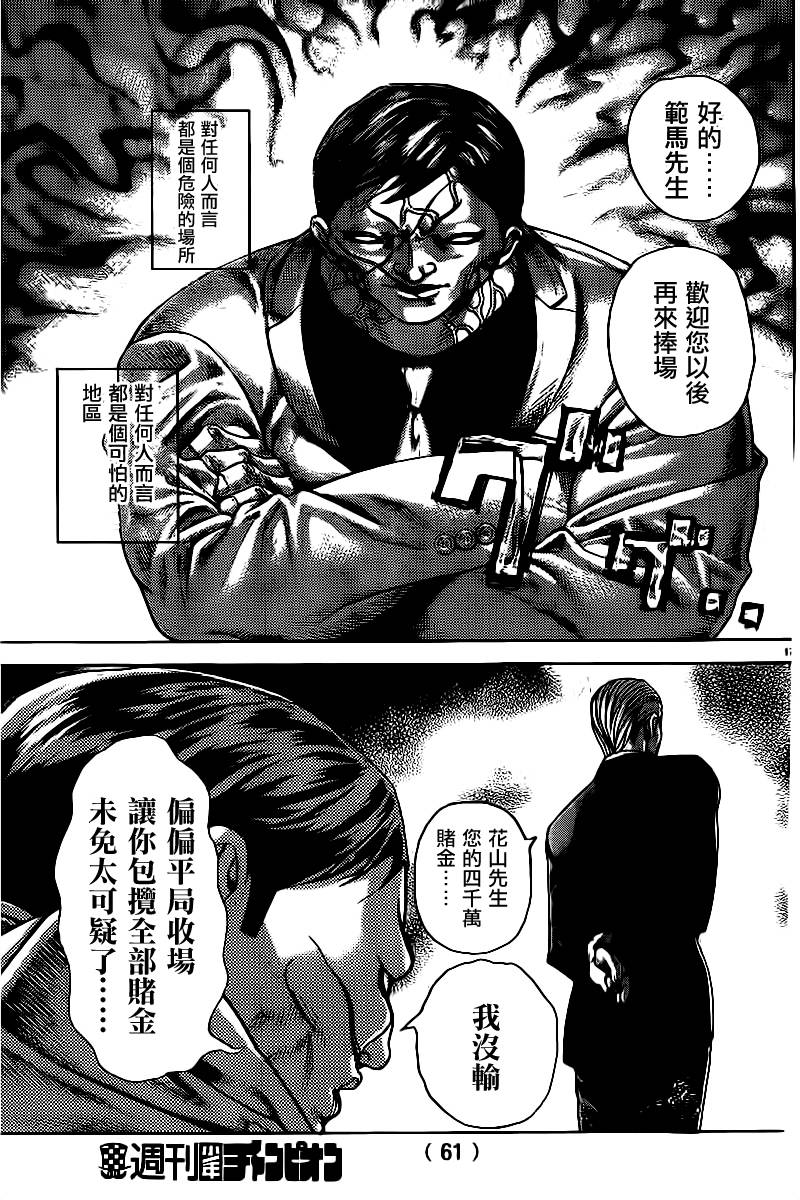 好的……
範馬先生
歡迎您以後
再來捧場
對任何人而言
都是個危險的場所
對任何人而言
都是個可怕的
地區
花山先生
您的四千萬
賭金……
我沒輸
偏偏平局收場
讓你包攬全部賭金
未免太可疑了……
週刊少年チャンピオン
(61)